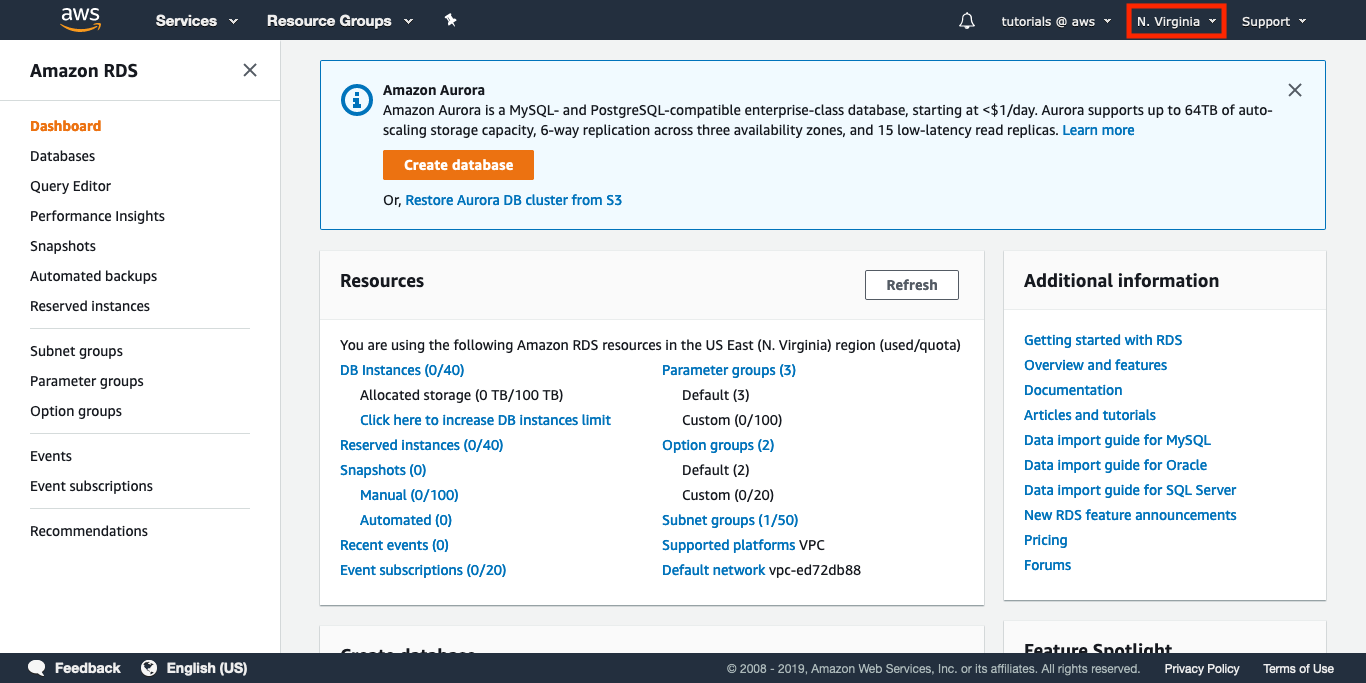 aws
Services
Resource Groups
tutorials @ aws
N. Virginia
Support
Amazon RDS
Dashboard
Databases
Query Editor
Performance Insights
Snapshots
Automated backups
Reserved instances
Subnet groups
Parameter groups
Option groups
Events
Event subscriptions
Recommendations
Amazon Aurora
Amazon Aurora is a MySQL- and PostgreSQL-compatible enterprise-class database, starting at <$1/day. Aurora supports up to 64TB of auto-
scaling storage capacity, 6-way replication across three availability zones, and 15 low-latency read replicas. Learn more
Create database
Or, Restore Aurora DB cluster from S3
Resources
Refresh
You are using the following Amazon RDS resources in the US East (N. Virginia) region (used/quota)
DB Instances (0/40)
Allocated storage (0 TB/100 TB)
Click here to increase DB instances limit
Reserved instances (0/40)
Snapshots (0)
Manual (0/100)
Automated (0)
Recent events (0)
Event subscriptions (0/20)
Parameter groups (3)
Default (3)
Custom (0/100)
Option groups (2)
Default (2)
Custom (0/20)
Subnet groups (1/50)
Supported platforms VPC
Default network vpc-ed72db88
Additional information
Getting started with RDS
Overview and features
Documentation
Articles and tutorials
Data import guide for MySQL
Data import guide for Oracle
Data import guide for SQL Server
New RDS feature announcements
Pricing
Forums
Create database
Feature Spotlight
Feedback
English (US)
© 2008 - 2019, Amazon Web Services, Inc. or its affiliates. All rights reserved.
Privacy Policy
Terms of Use